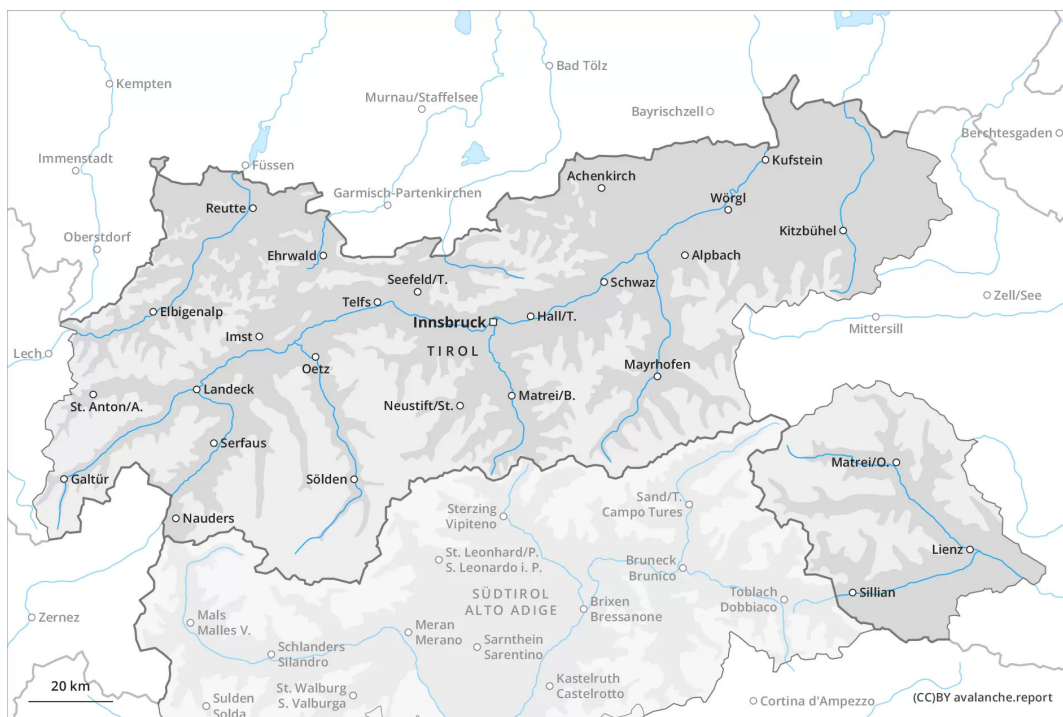 Kempten
Bad Tölz
Murnau/Staffelsee
Bayrischzell
Berchtesgaden
Immenstadt
Füssen
Kufstein
Achenkirch
Garmisch-Partenkirchen
Reutte
Wörgl
Kitzbühel
Oberstdorf
Ehrwald
Alpbach
Seefeld/T.
Schwaz
Zell/See
Telfs
Elbigenalp
Innsbruck
Hall/T.
Mittersill
Imst
Lech
TIROL
Oetz
Mayrhofen
Landeck
St. Anton/A.
Neustift/St.
Matrei/B.
Serfaus
Matrei/O.
Galtür
Sölden
Sand/T.
Campo Tures
Sterzing
Vipiteno
Nauders
Lienz
St. Leonhard/P.
S. Leonardo i. P.
Bruneck
Brunico
SÜDTIROL
ALTO ADIGE
Toblach
Dobbiaco
Sillian
Brixen
Bressanone
Zernez
Mals
Malles V.
Meran
Merano
Sarnthein
Sarentino
Schlanders
Silandro
Kastelruth
Castelrotto
20 km
St. Walburg
S. Valburga
Sulden
Solda
Cortina d'Ampezzo
(CC)BY avalanche.report